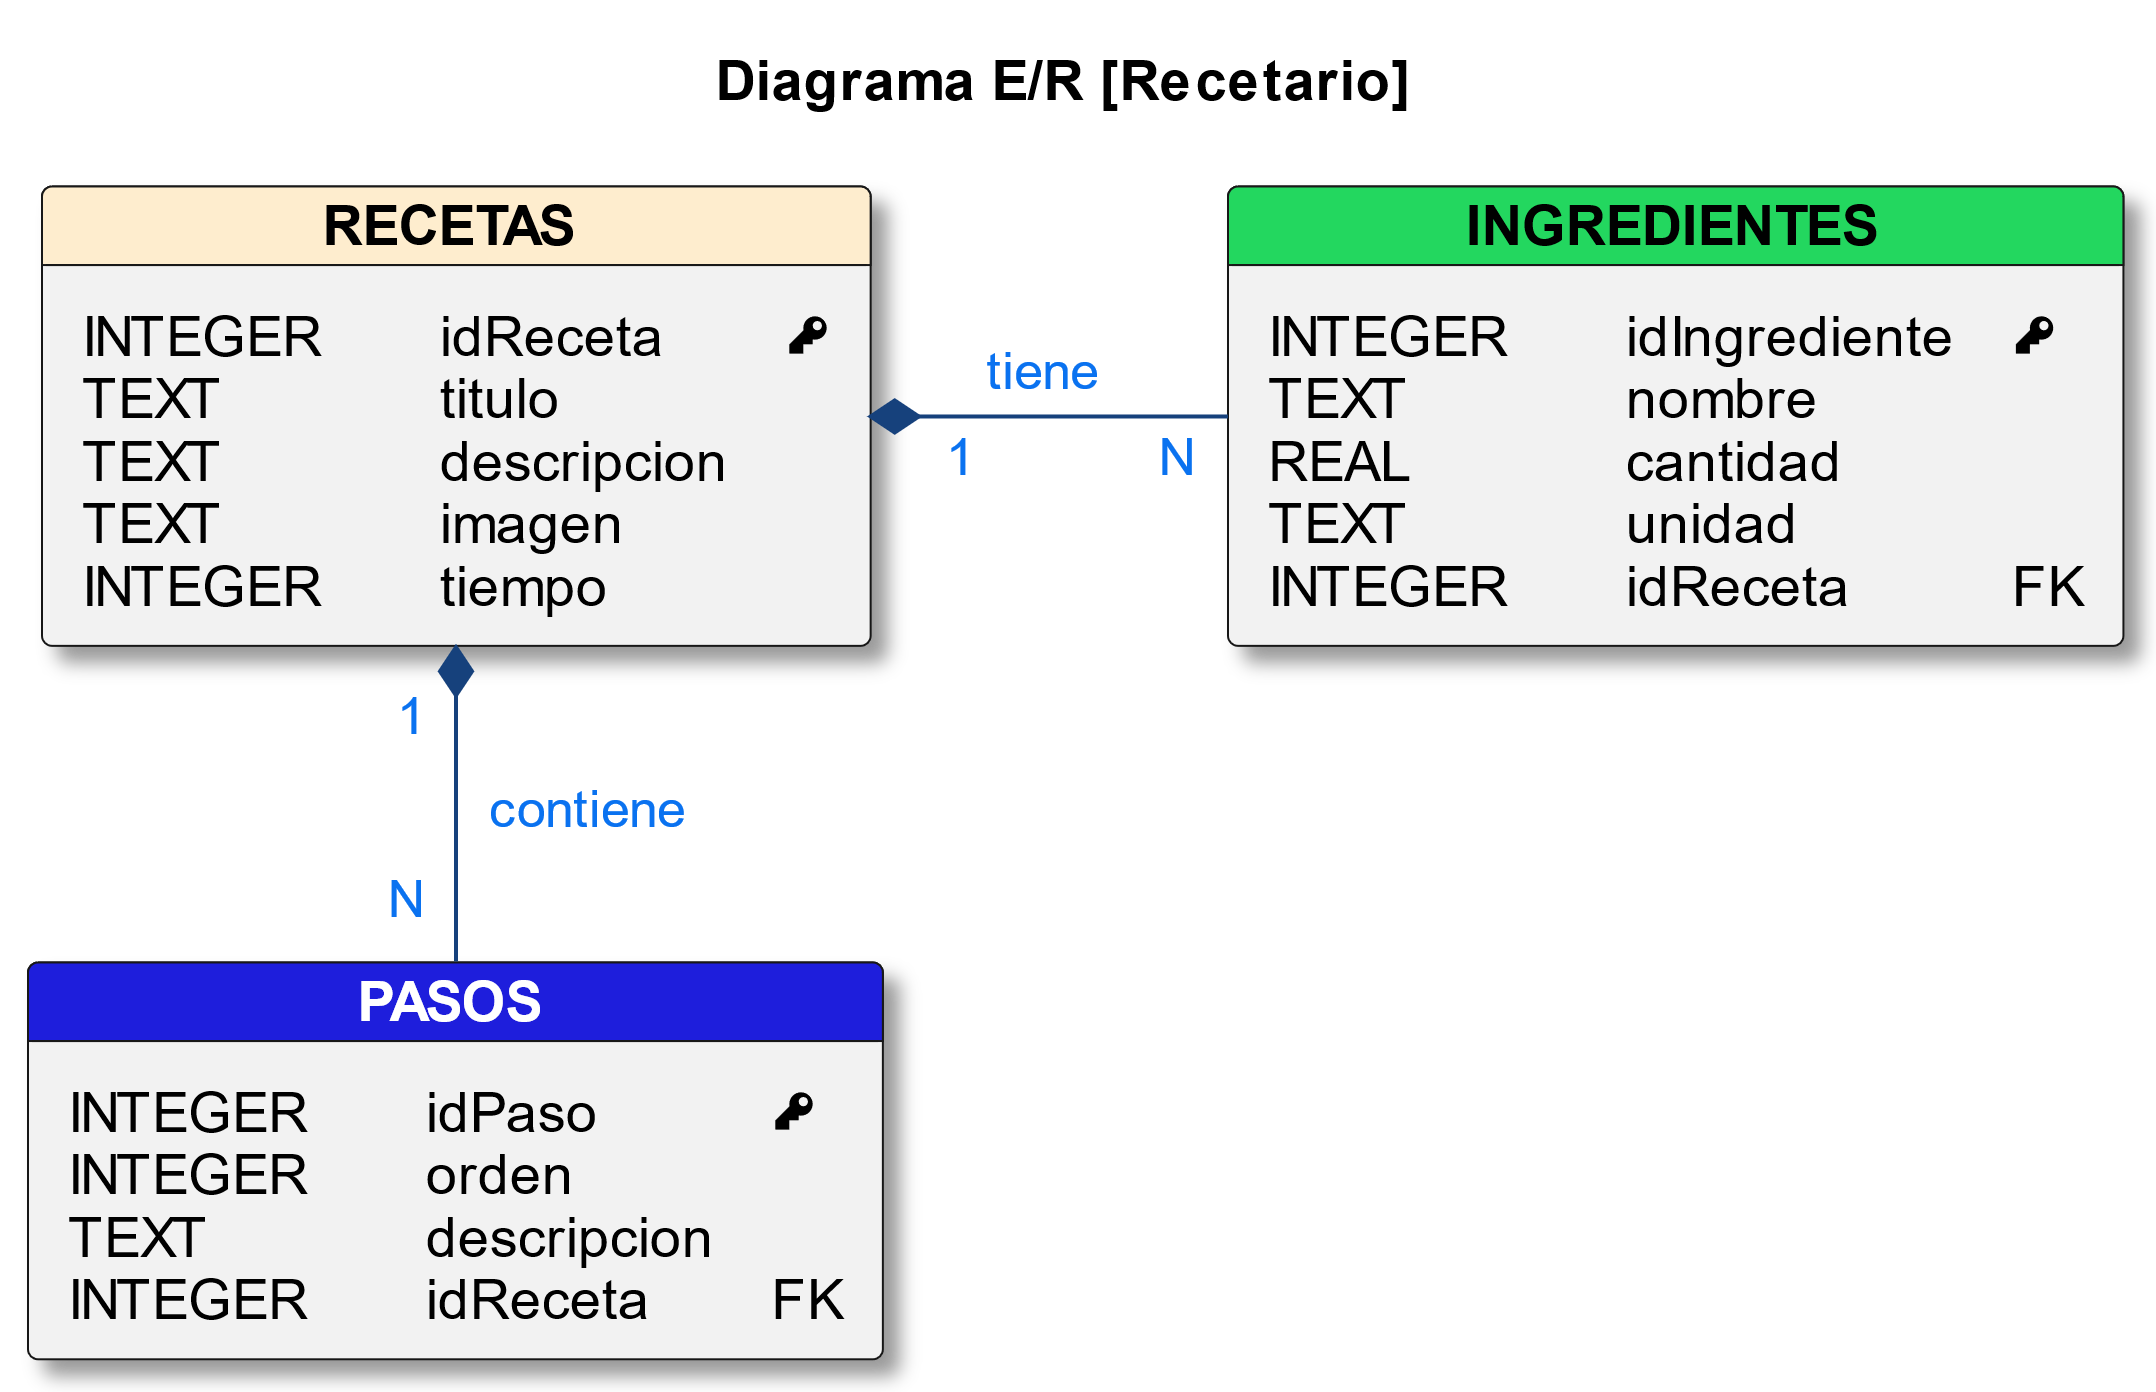 Diagrama E/R [Recetario]
RECETAS
INTEGER idReceta
TEXT titulo
TEXT descripcion
TEXT imagen
INTEGER tiempo
tiene
1 N
INGREDIENTES
INTEGER idIngrediente
TEXT nombre
REAL cantidad
TEXT unidad
INTEGER idReceta FK
1
contiene
N
PASOS
INTEGER idPaso
INTEGER orden
TEXT descripcion
INTEGER idReceta FK